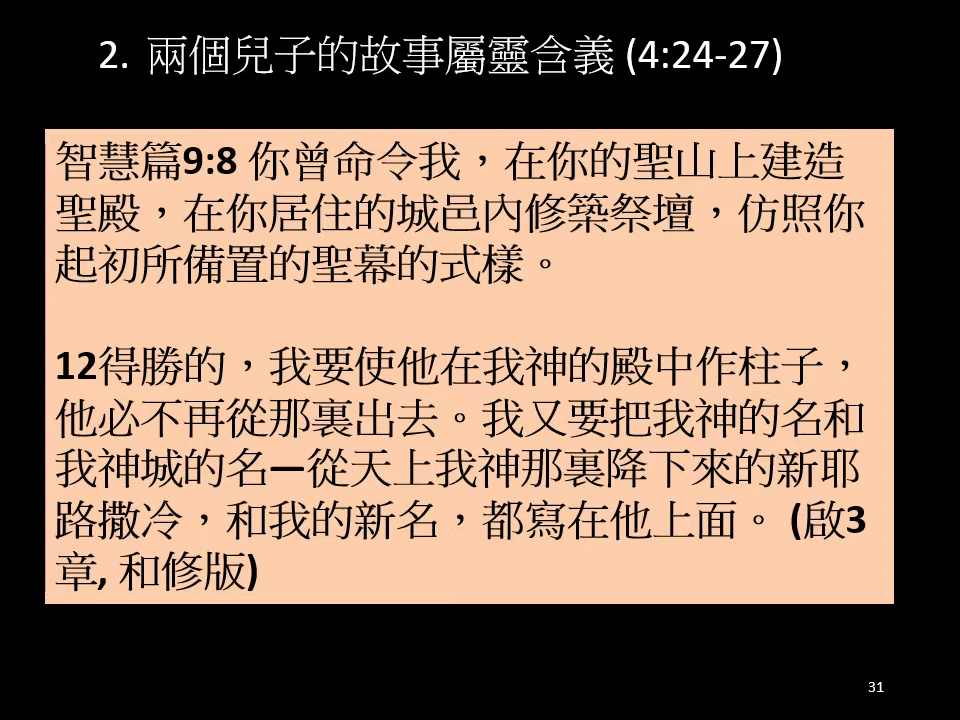 2. 兩個兒子的故事屬靈含義 (4:24-27)
智慧篇9:8 你曾命令我，在你的聖山上建造
聖殿，在你居住的城邑內修築祭壇，仿照你
起初所備置的聖幕的式樣。
12得勝的，我要使他在我神的殿中作柱子，
他必不再從那裏出去。我又要把我神的名和
我神城的名—從天上我神那裏降下來的新耶
路撒冷，和我的新名，都寫在他上面。 (啟3
章, 和修版)
31